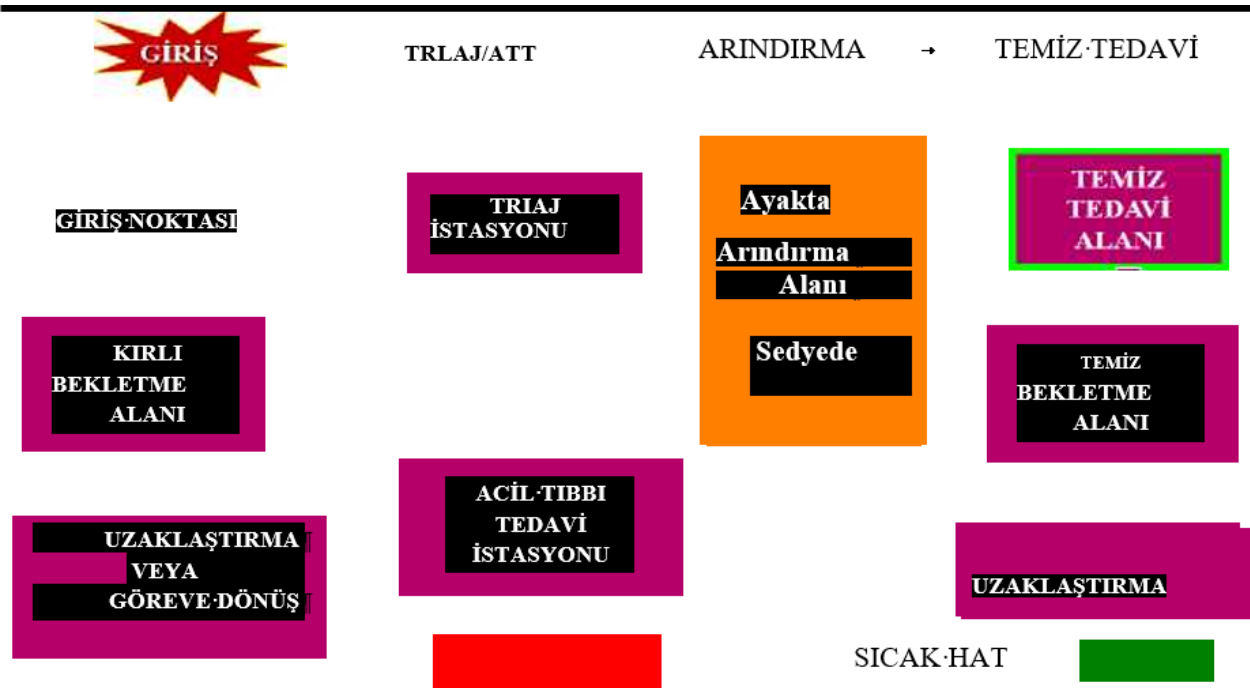 GİRİŞ
TRLAJ/ATT
ARINDIRMA → TEMİZ·TEDAVİ
GİRİŞ·NOKTASI
TRIAJ
İSTASYONU
Ayakta
Arındırma
Alanı
Sedyede
TEMİZ
TEDAVİ
ALANI
KIRLI
BEKLETME
ALANI
TEMİZ
BEKLETME
ALANI
ACİL·TIBBI
TEDAVİ
İSTASYONU
UZAKLAŞTIRMA¶
VEYA
GÖREVE·DÖNÜŞ¶
UZAKLAŞTIRMA
SICAK·HAT